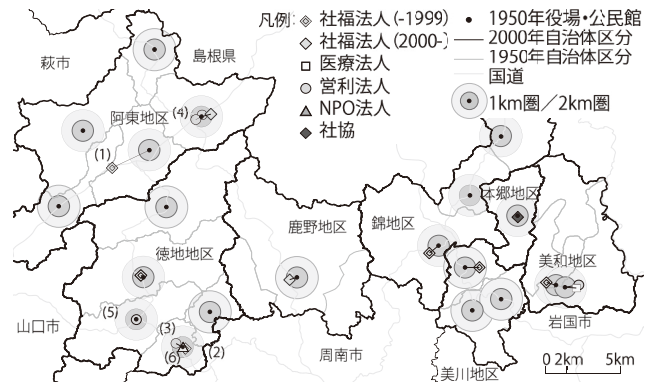 凡例: 社福法人(-1999)
社福法人(2000-)
医療法人
営利法人
NPO法人
社協
1950年役場・公民館
2000年自治体区分
1950年自治体区分
国道
1km圏／2km圏
萩市
島根県
阿東地区
(4)
(1)
本郷地区
鹿野地区
錦地区
徳地地区
美和地区
(5)
(3)
(2)
(6)
山口市
岩国市
周南市
美川地区
0 2km 5km